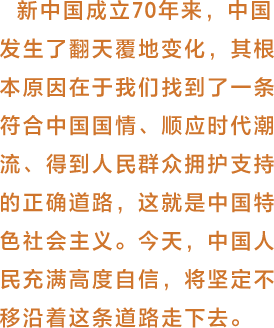 新中国成立70年来，中国
发生了翻天覆地变化，其根
本原因在于我们找到了一条
符合中国国情、顺应时代潮
流、得到人民群众拥护支持
的正确道路，这就是中国特
色社会主义。今天，中国人
民充满高度自信，将坚定不
移沿着这条道路走下去。